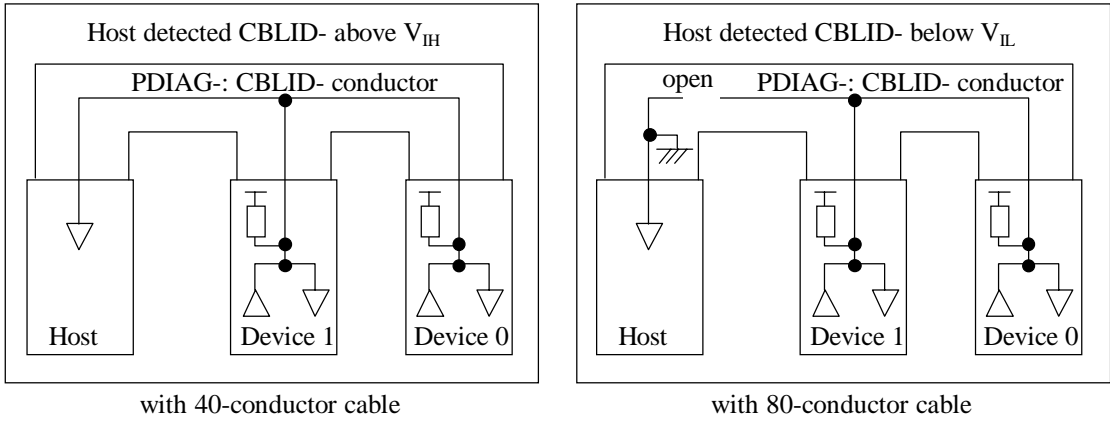 Host detected CBLID- above VIH
PDIAG-: CBLID- conductor
Host
Device 1
Device 0
with 40-conductor cable
Host detected CBLID- below VIL
open
PDIAG-: CBLID- conductor
Host
Device 1
Device 0
with 80-conductor cable